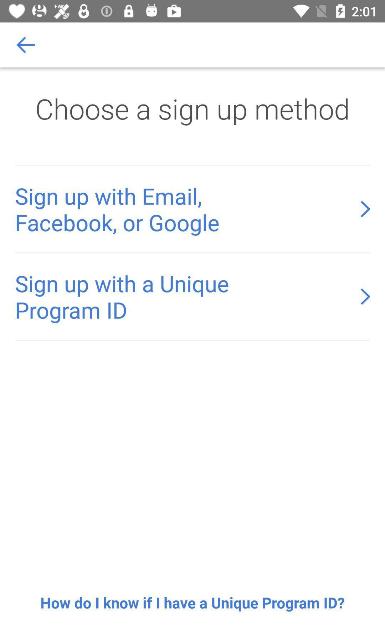 2:01
Choose a sign up method
Sign up with Email,
Facebook, or Google
Sign up with a Unique
Program ID
How do I know if I have a Unique Program ID?